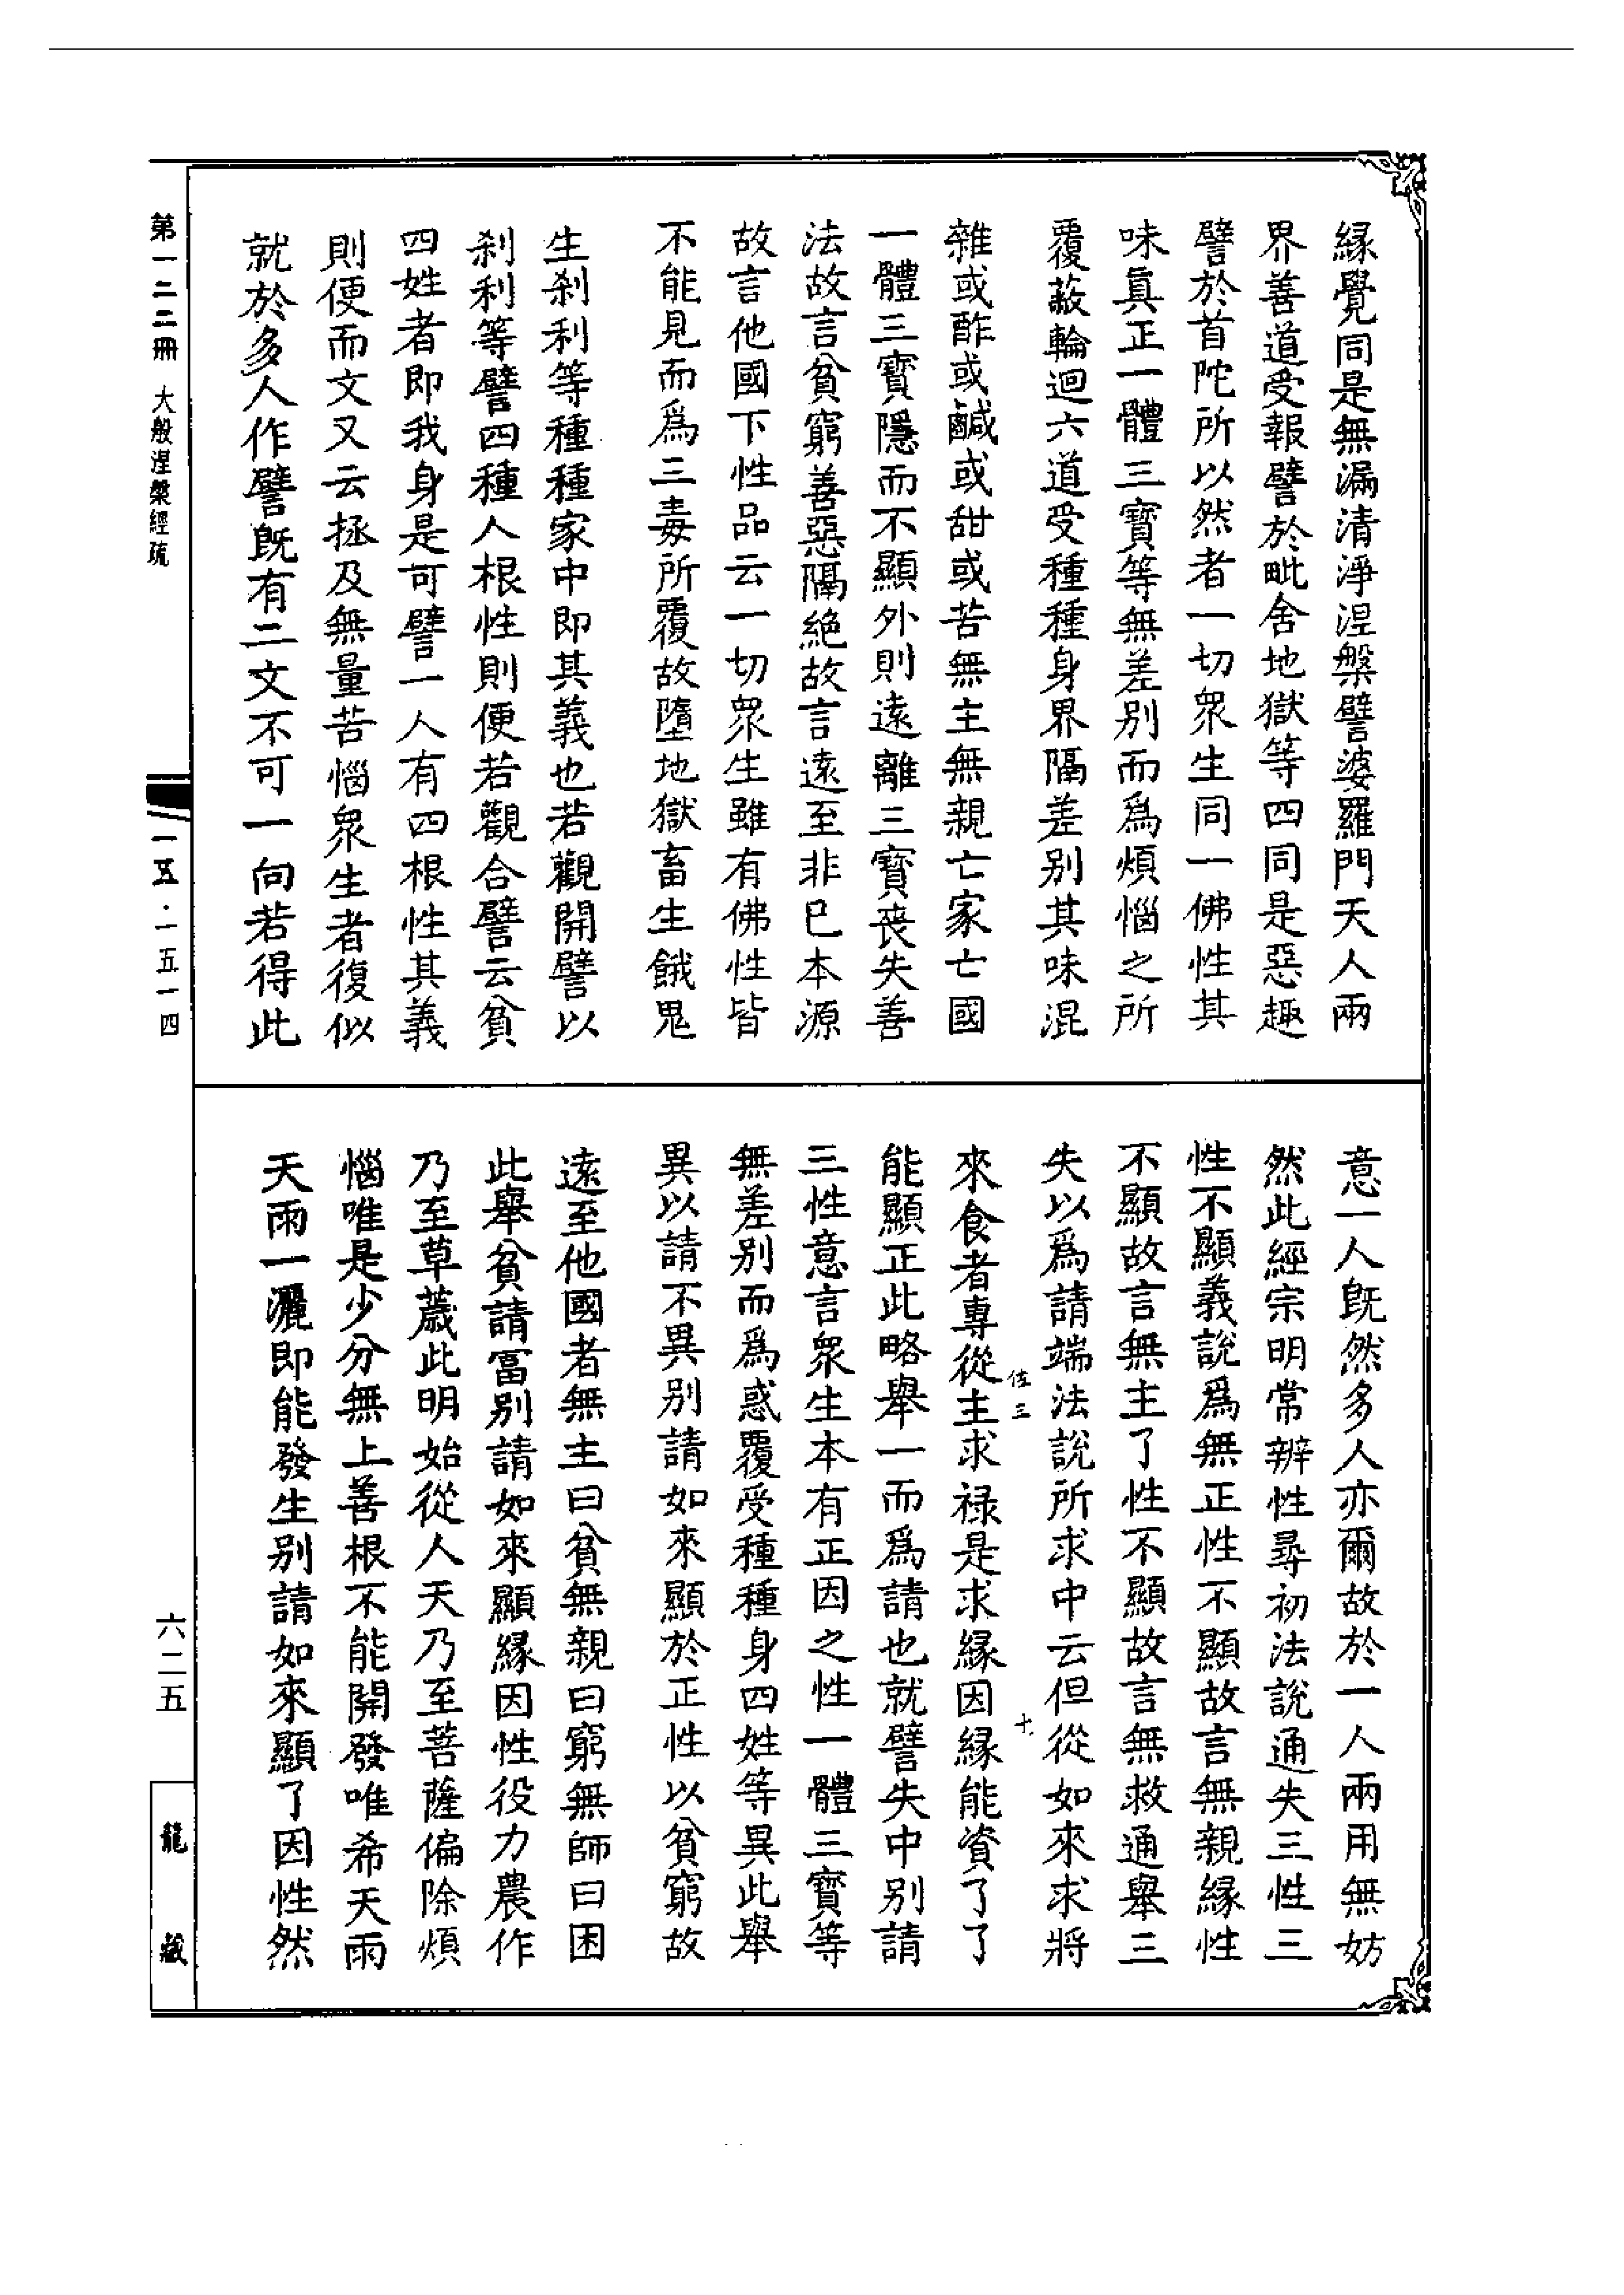 縁覺同是無漏清淨涅槃譬婆羅門天人兩
界善道受報譬於毗舍地獄等四同是惡趣
譬於首陀所以然者一切衆生同一佛性其
味眞正一體三寶等無差别而爲煩惱之所
覆蔽輪迴六道受種種身界隔差别其味混
雜或酢或鹹或甜或苦無主無親亡家亡國
一體三寶隱而不顯外則遠離三寶喪失善
法故言貧窮善惡隔絶故言遠至非已本源
故言他國下性品云一切衆生雖有佛性皆
不能見而爲三毒所覆故墮地獄畜生餓鬼
生刹利等種種家中即其義也若觀開譬以
刹利等譬四種人根性則便若觀合譬云貧
四姓者即我身是可譬一人有四根性其義
則便而文又云拯及無量苦惱衆生者復似
就於多人作譬旣有二文不可一向若得此
意一人旣然多人亦爾故於一人兩用無妨
然此經宗明常辨性尋初法說通失三性三
性不顯義說爲無正性不顯故言無親緣性
不顯故言無主了性不顯故言無救通舉三
失以爲請端法說所求中云但從如來求將
來食者專從主求祿是求緣因緣能資了了
能顯正此略舉一而爲請也就譬失中别請
三性意言衆生本有正因之性一體三寶等
無差别而爲惑覆受種種身四姓等異此舉
異以請不異别請如來顯於正性以貧窮故
遠至他國者無主曰貧無親曰窮無師曰困
此舉貧請富别請如來顯緣因性役力農作
乃至草薉此明始從人天乃至菩薩偏除煩
惱唯是少分無上善根不能開發唯希天雨
天雨一灑即能發生别請如來顯了因性然
佐三
十
第一二二冊 大般涅槃經疏
一五·一五一四
六二五
龍藏